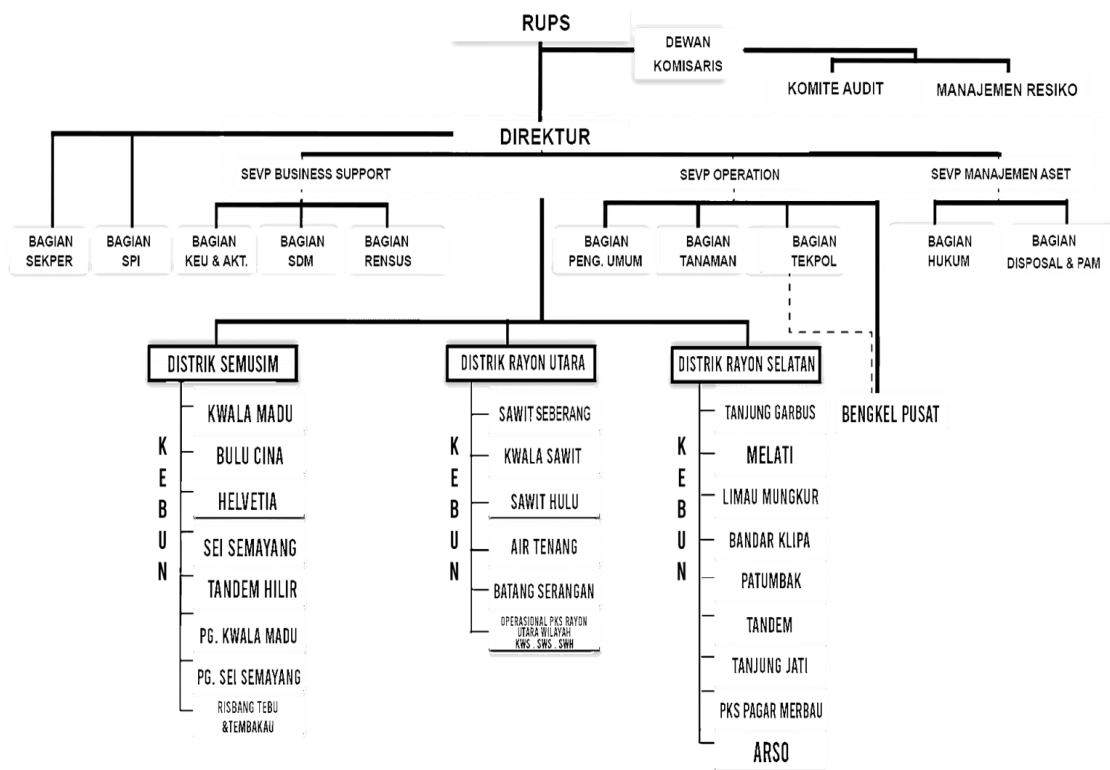 RUPS
DEWAN
KOMISARIS
KOMITE AUDIT
MANAJEMEN RESIKO
DIREKTUR
SEVP BUSINESS SUPPORT
SEVP OPERATION
SEVP MANAJEMEN ASET
BAGIAN
SEKPER
BAGIAN
SPI
BAGIAN
KEU & AKT.
BAGIAN
SDM
BAGIAN
RENSUS
BAGIAN
PENG. UMUM
BAGIAN
TANAMAN
BAGIAN
TEKPOL
BAGIAN
HUKUM
BAGIAN
DISPOSAL & PAM
DISTRIK SEMUSIM
KEBUN
KWALA MADU
BULU CINA
HELVETIA
SEI SEMAYANG
TANDEM HILIR
PG. KWALA MADU
PG. SEI SEMAYANG
RISBANG TEBU
&TEMBAKAU
DISTRIK RAYON UTARA
KEBUN
SAWIT SEBERANG
KWALA SAWIT
SAWIT HULU
AIR TENANG
BATANG SERANGAN
OPERASIONAL PKS RAYON
UTARA WILAYAH
KWS . SWS . SWH
DISTRIK RAYON SELATAN
KEBUN
TANJUNG GARBUS
MELATI
LIMAU MUNGKUR
BANDAR KLIPA
PATUMBAK
TANDEM
TANJUNG JATI
PKS PAGAR MERBAU
ARSO
BENGKEL PUSAT